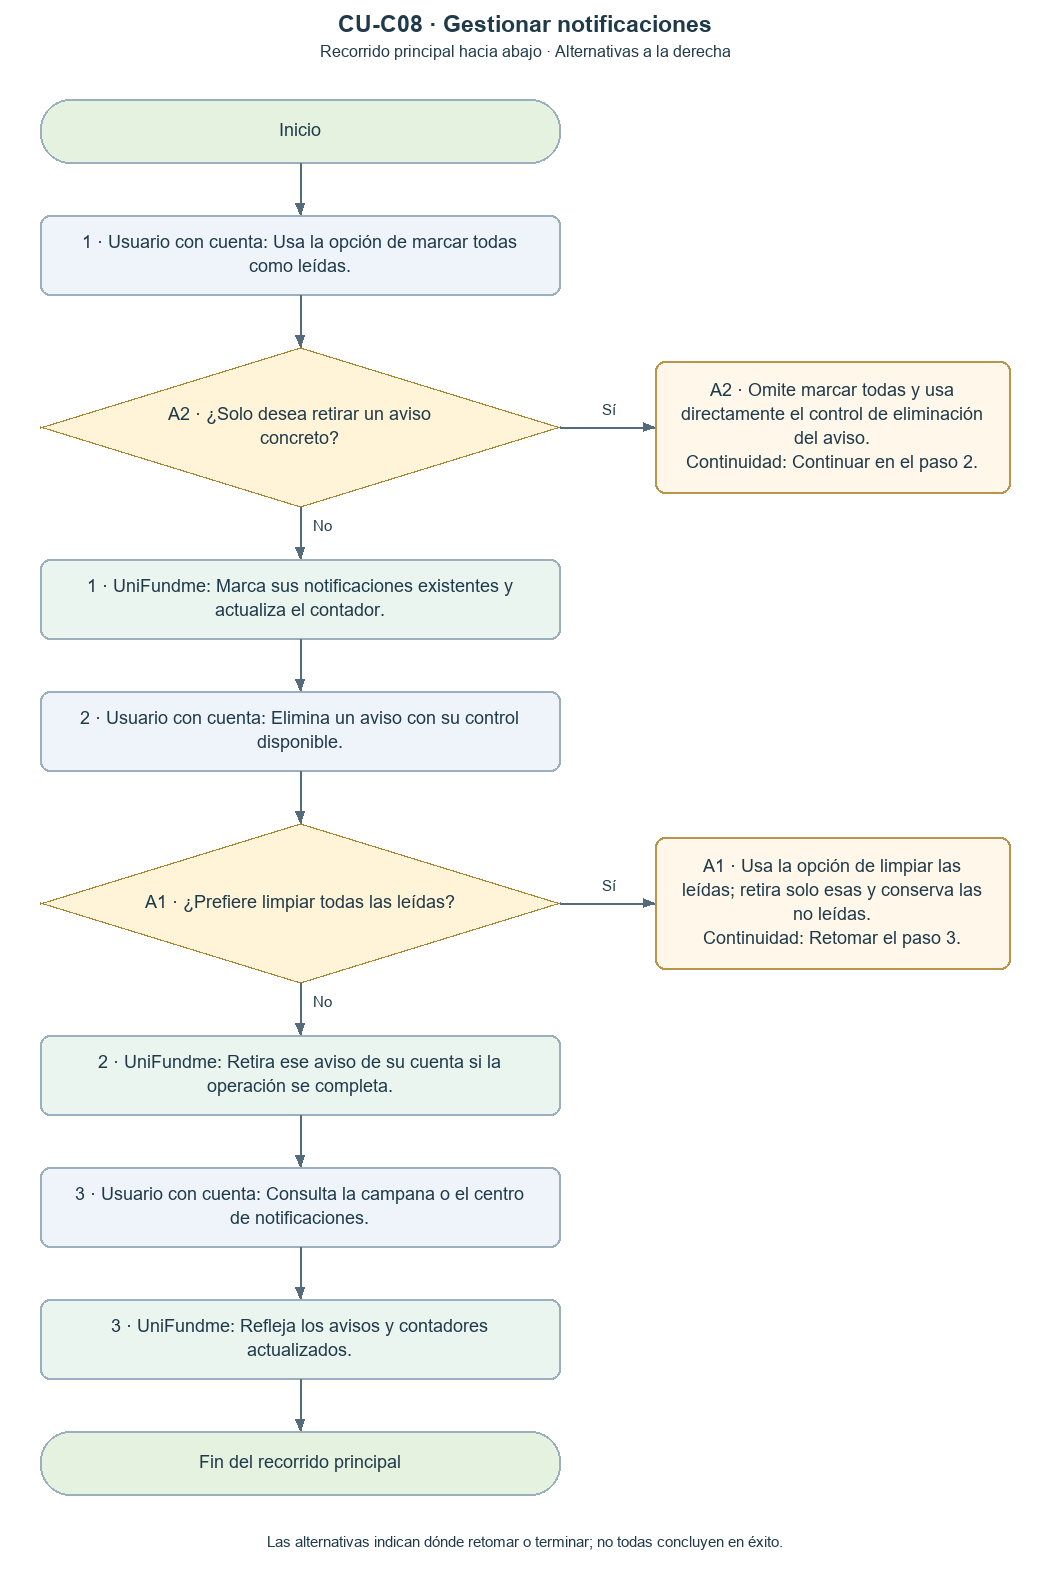 CU-C08 · Gestionar notificaciones
Recorrido principal hacia abajo · Alternativas a la derecha
Inicio
1 · Usuario con cuenta: Usa la opción de marcar todas
como leídas.
A2 · ¿Solo desea retirar un aviso
concreto?
Sí
A2 · Omite marcar todas y usa
directamente el control de eliminación
del aviso.
Continuidad: Continuar en el paso 2.
No
1 · UniFundme: Marca sus notificaciones existentes y
actualiza el contador.
2 · Usuario con cuenta: Elimina un aviso con su control
disponible.
A1 · ¿Prefiere limpiar todas las leídas?
Sí
A1 · Usa la opción de limpiar las
leídas; retira solo esas y conserva las
no leídas.
Continuidad: Retomar el paso 3.
No
2 · UniFundme: Retira ese aviso de su cuenta si la
operación se completa.
3 · Usuario con cuenta: Consulta la campana o el centro
de notificaciones.
3 · UniFundme: Refleja los avisos y contadores
actualizados.
Fin del recorrido principal
Las alternativas indican dónde retomar o terminar; no todas concluyen en éxito.